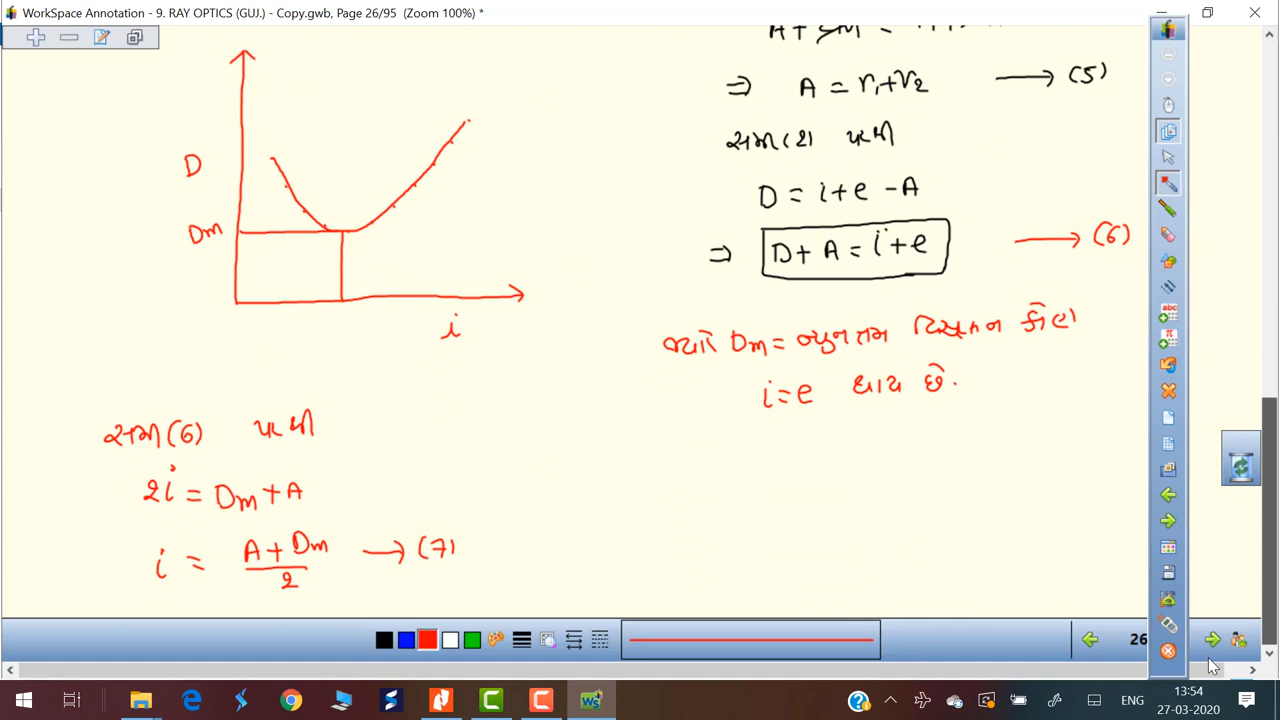 WorkSpace Annotation - 9. RAY OPTICS (GUJ.) - Copy.gwb, Page 26/95 (Zoom 100%) *
⇒ A = r₁+r₂ → (5)
D
સમી(2) પરથી
D = i+e -A
Dm
⇒ D+A = i+e → (6)
i
જ્યારે Dm = ન્યુનતમ વિચલન કોણ
i=e થાય છે.
સમી(6) પરથી
2i = Dm+A
i = A+Dm/2 → (7)
abc
π
26
ENG
13:54
27-03-2020